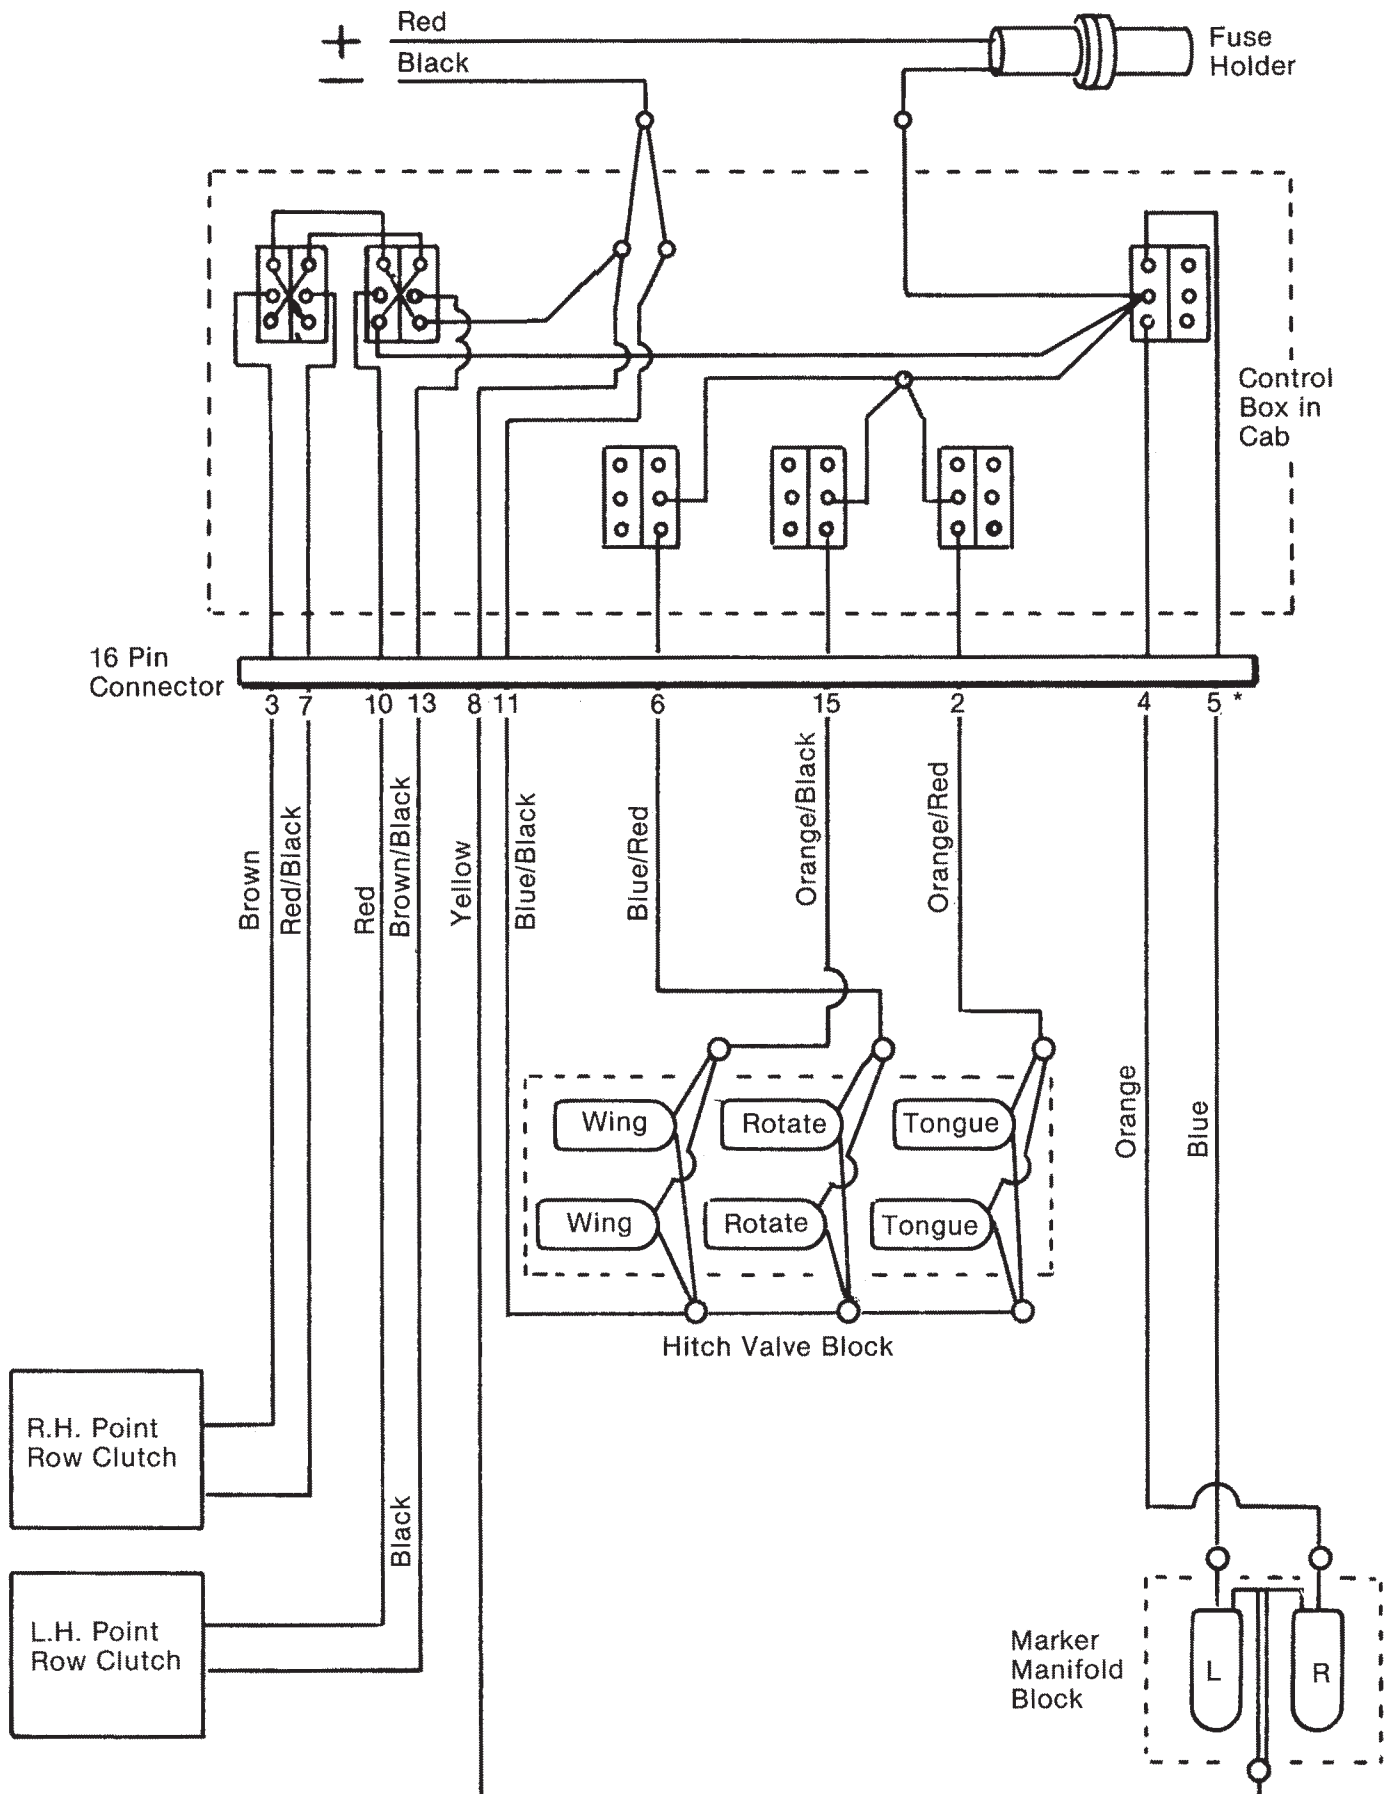 +
Red
—
Black
Fuse
Holder
Control
Box in
Cab
16 Pin
Connector
3 7 10 13 8 11 6 15 2 4 5 *
Brown
Red/Black
Red
Brown/Black
Yellow
Blue/Black
Blue/Red
Orange/Black
Orange/Red
Orange
Blue
Wing
Rotate
Tongue
Wing
Rotate
Tongue
Hitch Valve Block
R.H. Point
Row Clutch
Black
L.H. Point
Row Clutch
Marker
Manifold
Block
L
R